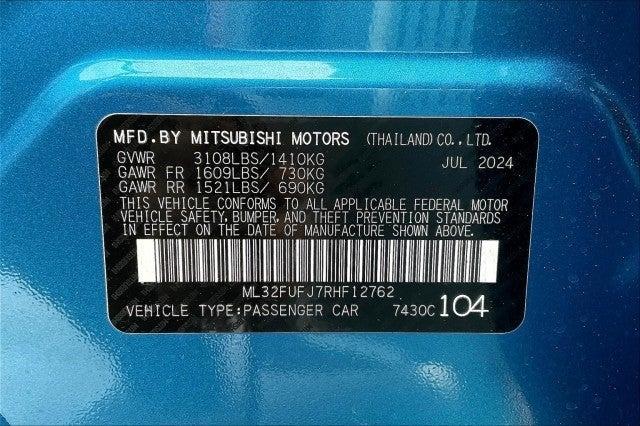 MFD.BY MITSUBISHI MOTORS (THAILAND) CO., LTD.
GVWR 3108LBS/1410KG JUL 2024
GAWR FR 1609LBS/ 730KG
GAWR RR 1521LBS/ 690KG
THIS VEHICLE CONFORMS TO ALL APPLICABLE FEDERAL MOTOR
VEHICLE SAFETY, BUMPER, AND THEFT PREVENTION STANDARDS
IN EFFECT ON THE DATE OF MANUFACTURE SHOWN ABOVE.
ML32FUFJ7RHF12762
VEHICLE TYPE:PASSENGER CAR 7430C 104